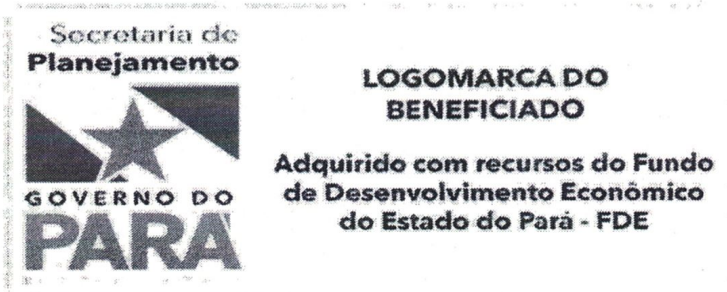 Secretaria de
Planejamento
GOVERNO DO
PARÁ
LOGOMARCA DO
BENEFICIADO
Adquirido com recursos do Fundo
de Desenvolvimento Econômico
do Estado do Pará - FDE